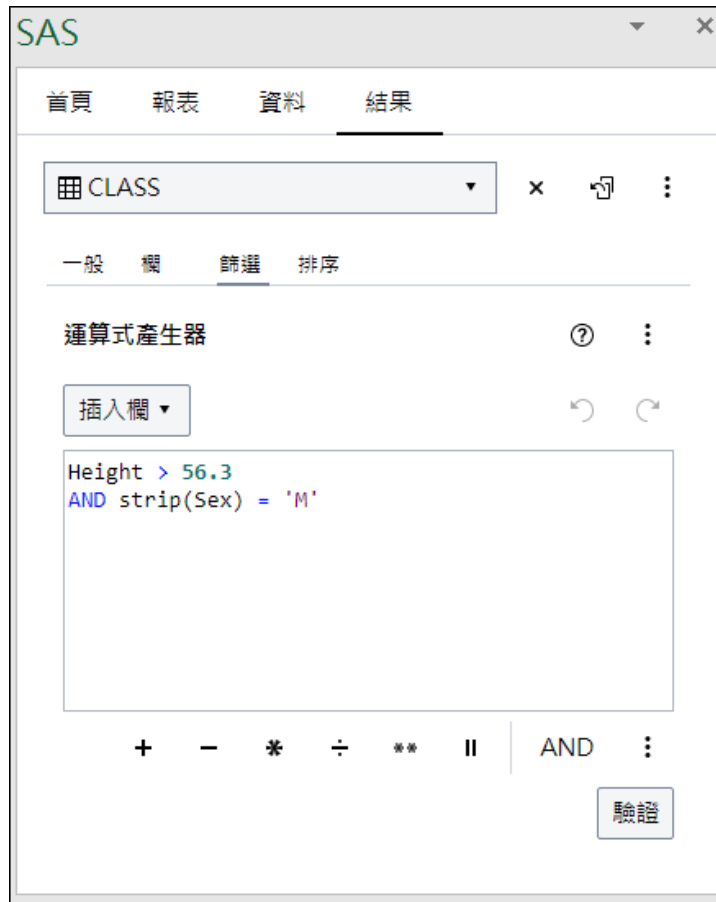 SAS
首頁 報表 資料 結果
CLASS
一般 欄 篩選 排序
運算式產生器
插入欄
Height > 56.3
AND strip(Sex) = 'M'
+ − * ÷ ** || AND
驗證